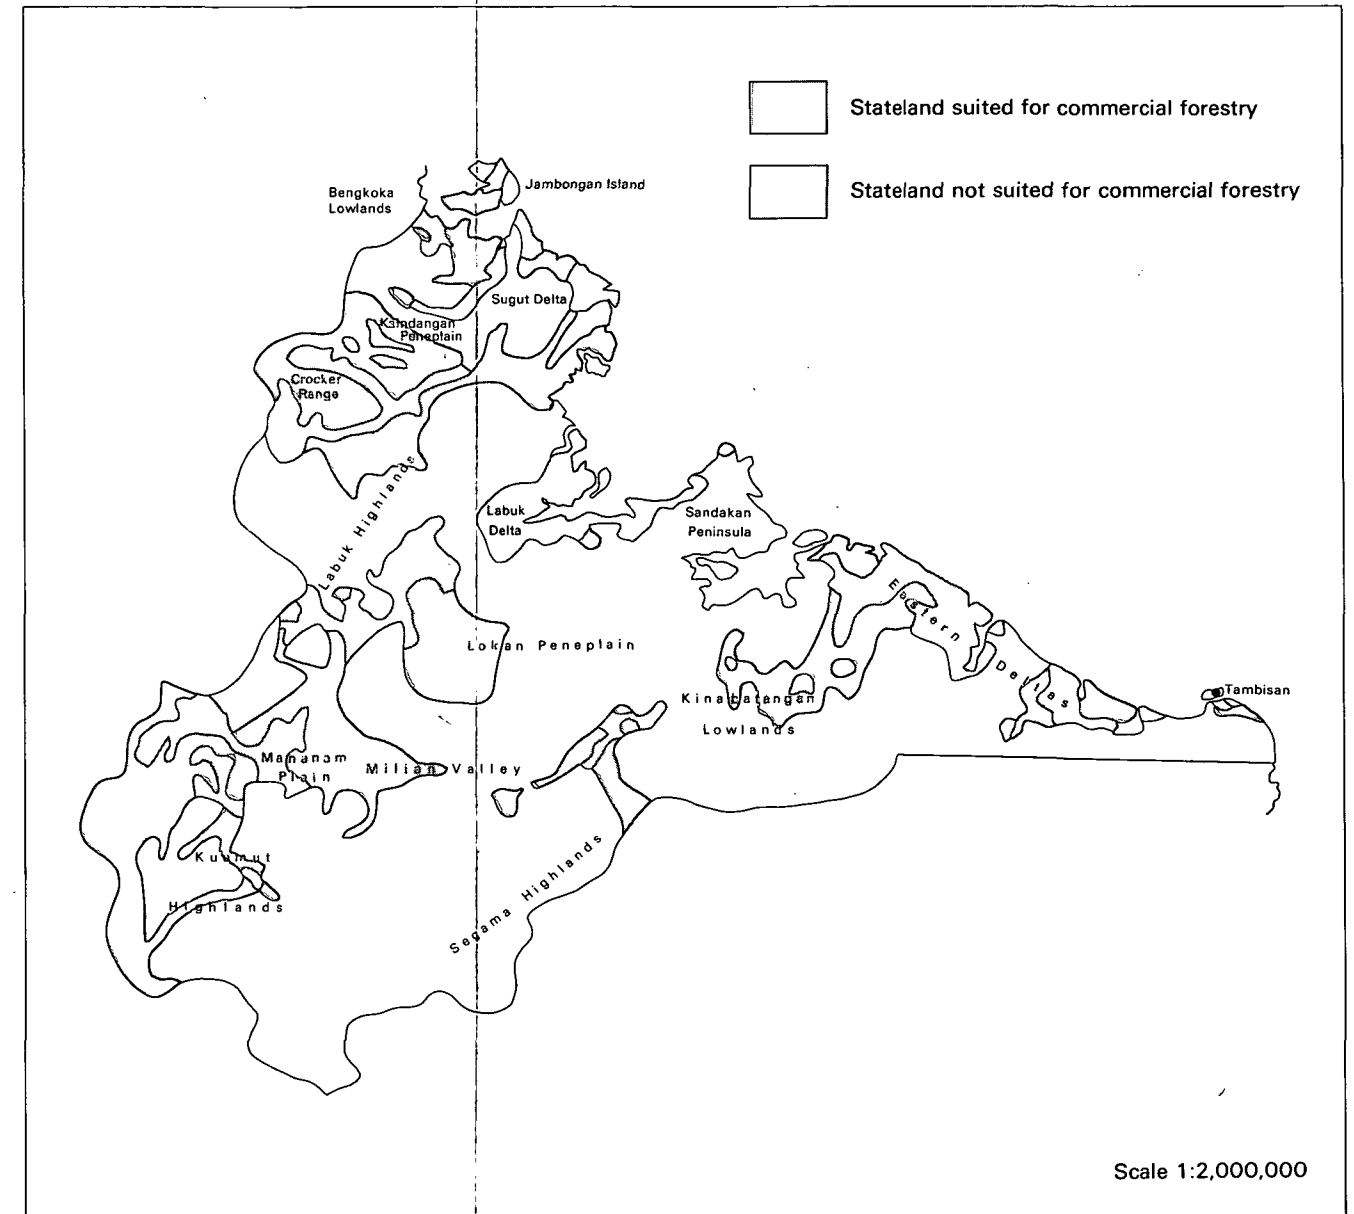 Stateland suited for commercial forestry
Stateland not suited for commercial forestry
Bengkoka
Lowlands
Jambongan Island
Sugut Delta
Kaindangan
Peneplain
Crocker
Range
Labuk Highlands
Labuk
Delta
Sandakan
Peninsula
Eastern
Deltas
Lokan Peneplain
Kinabatangan
Lowlands
Tambisan
Mananam
Plain
Milian Valley
Kuamut
Highlands
Segama Highlands
Scale 1:2,000,000